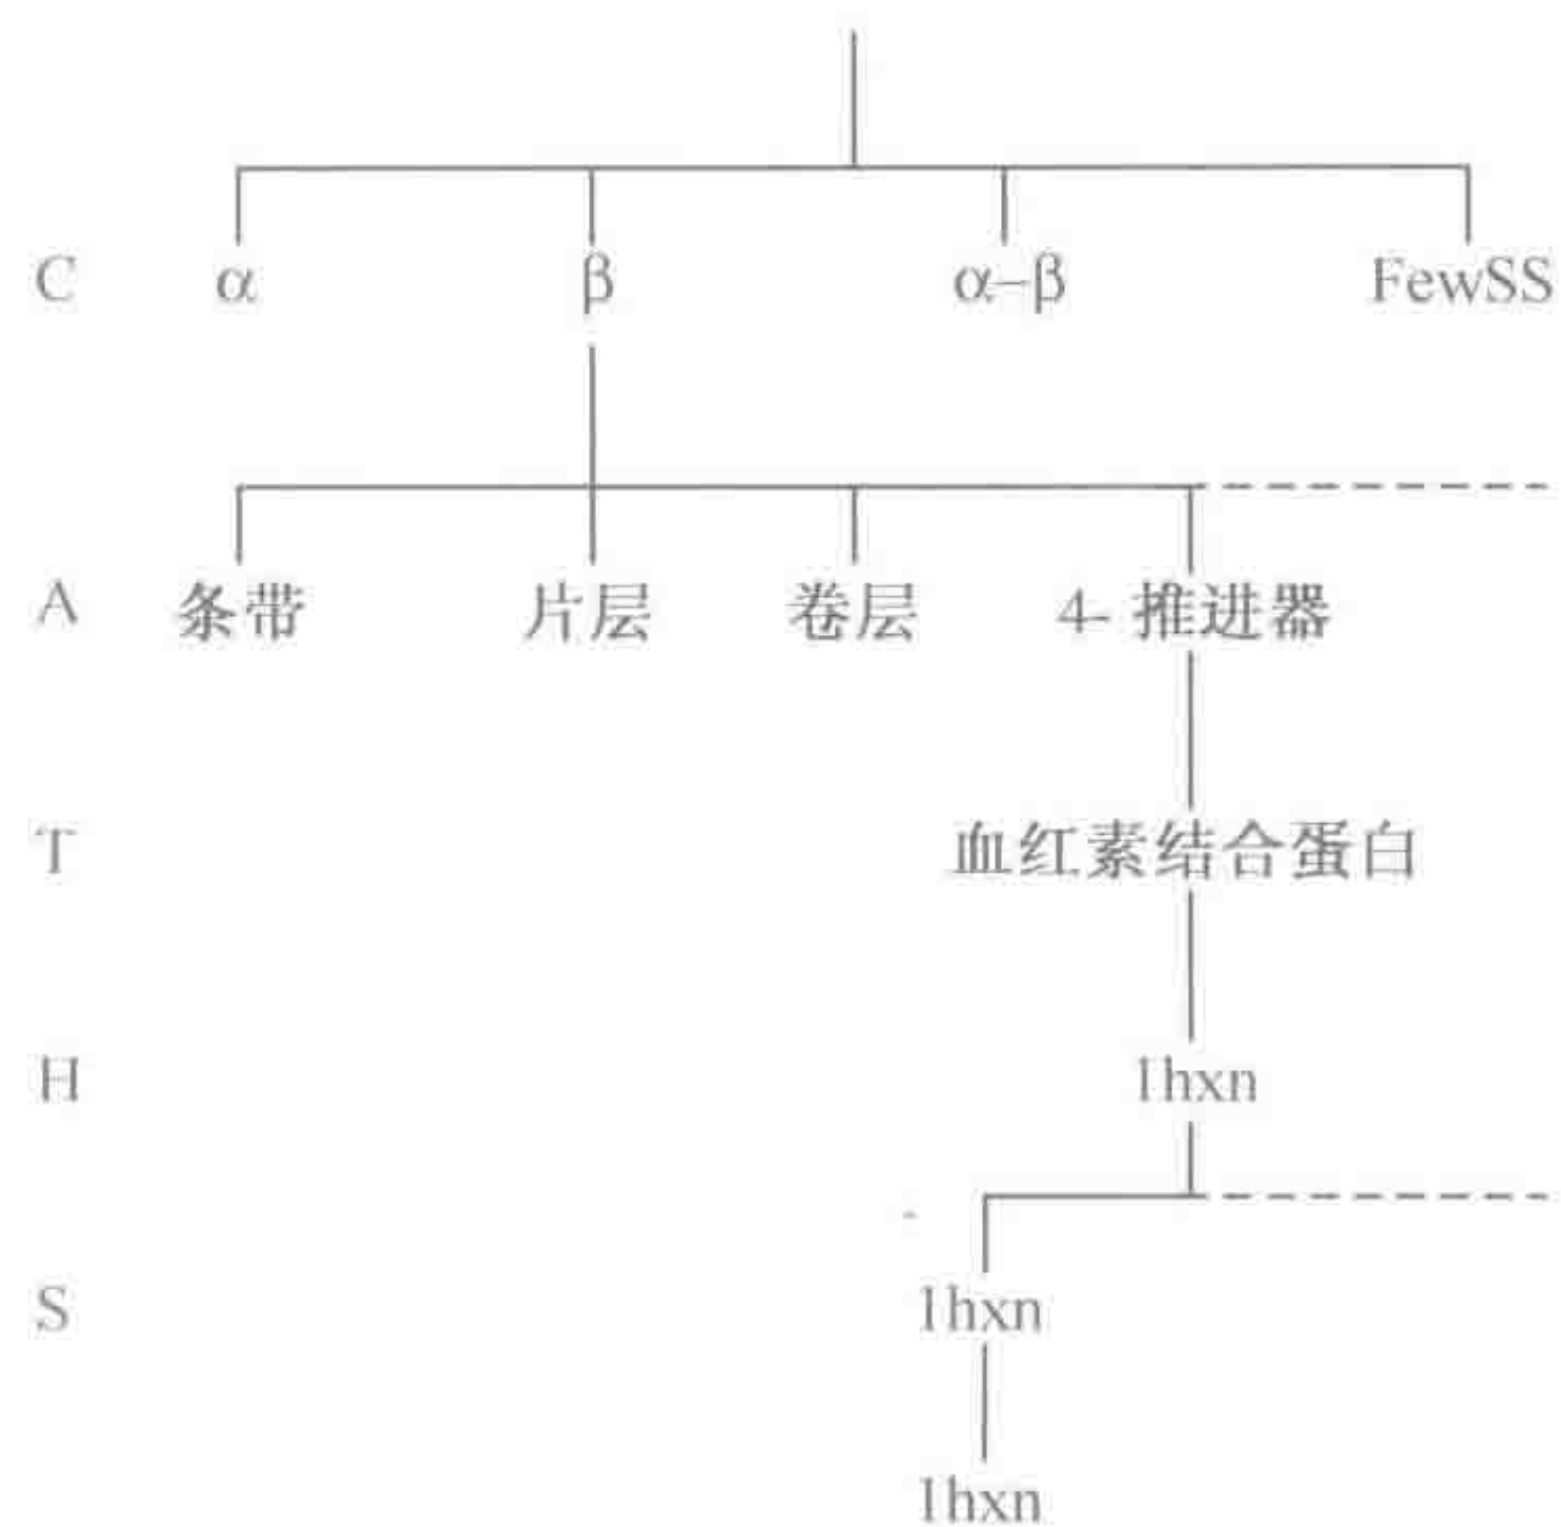 C α β α–β FewSS
A 条带 片层 卷层 4- 推进器
T 血红素结合蛋白
H 1hxn
S 1hxn
1hxn